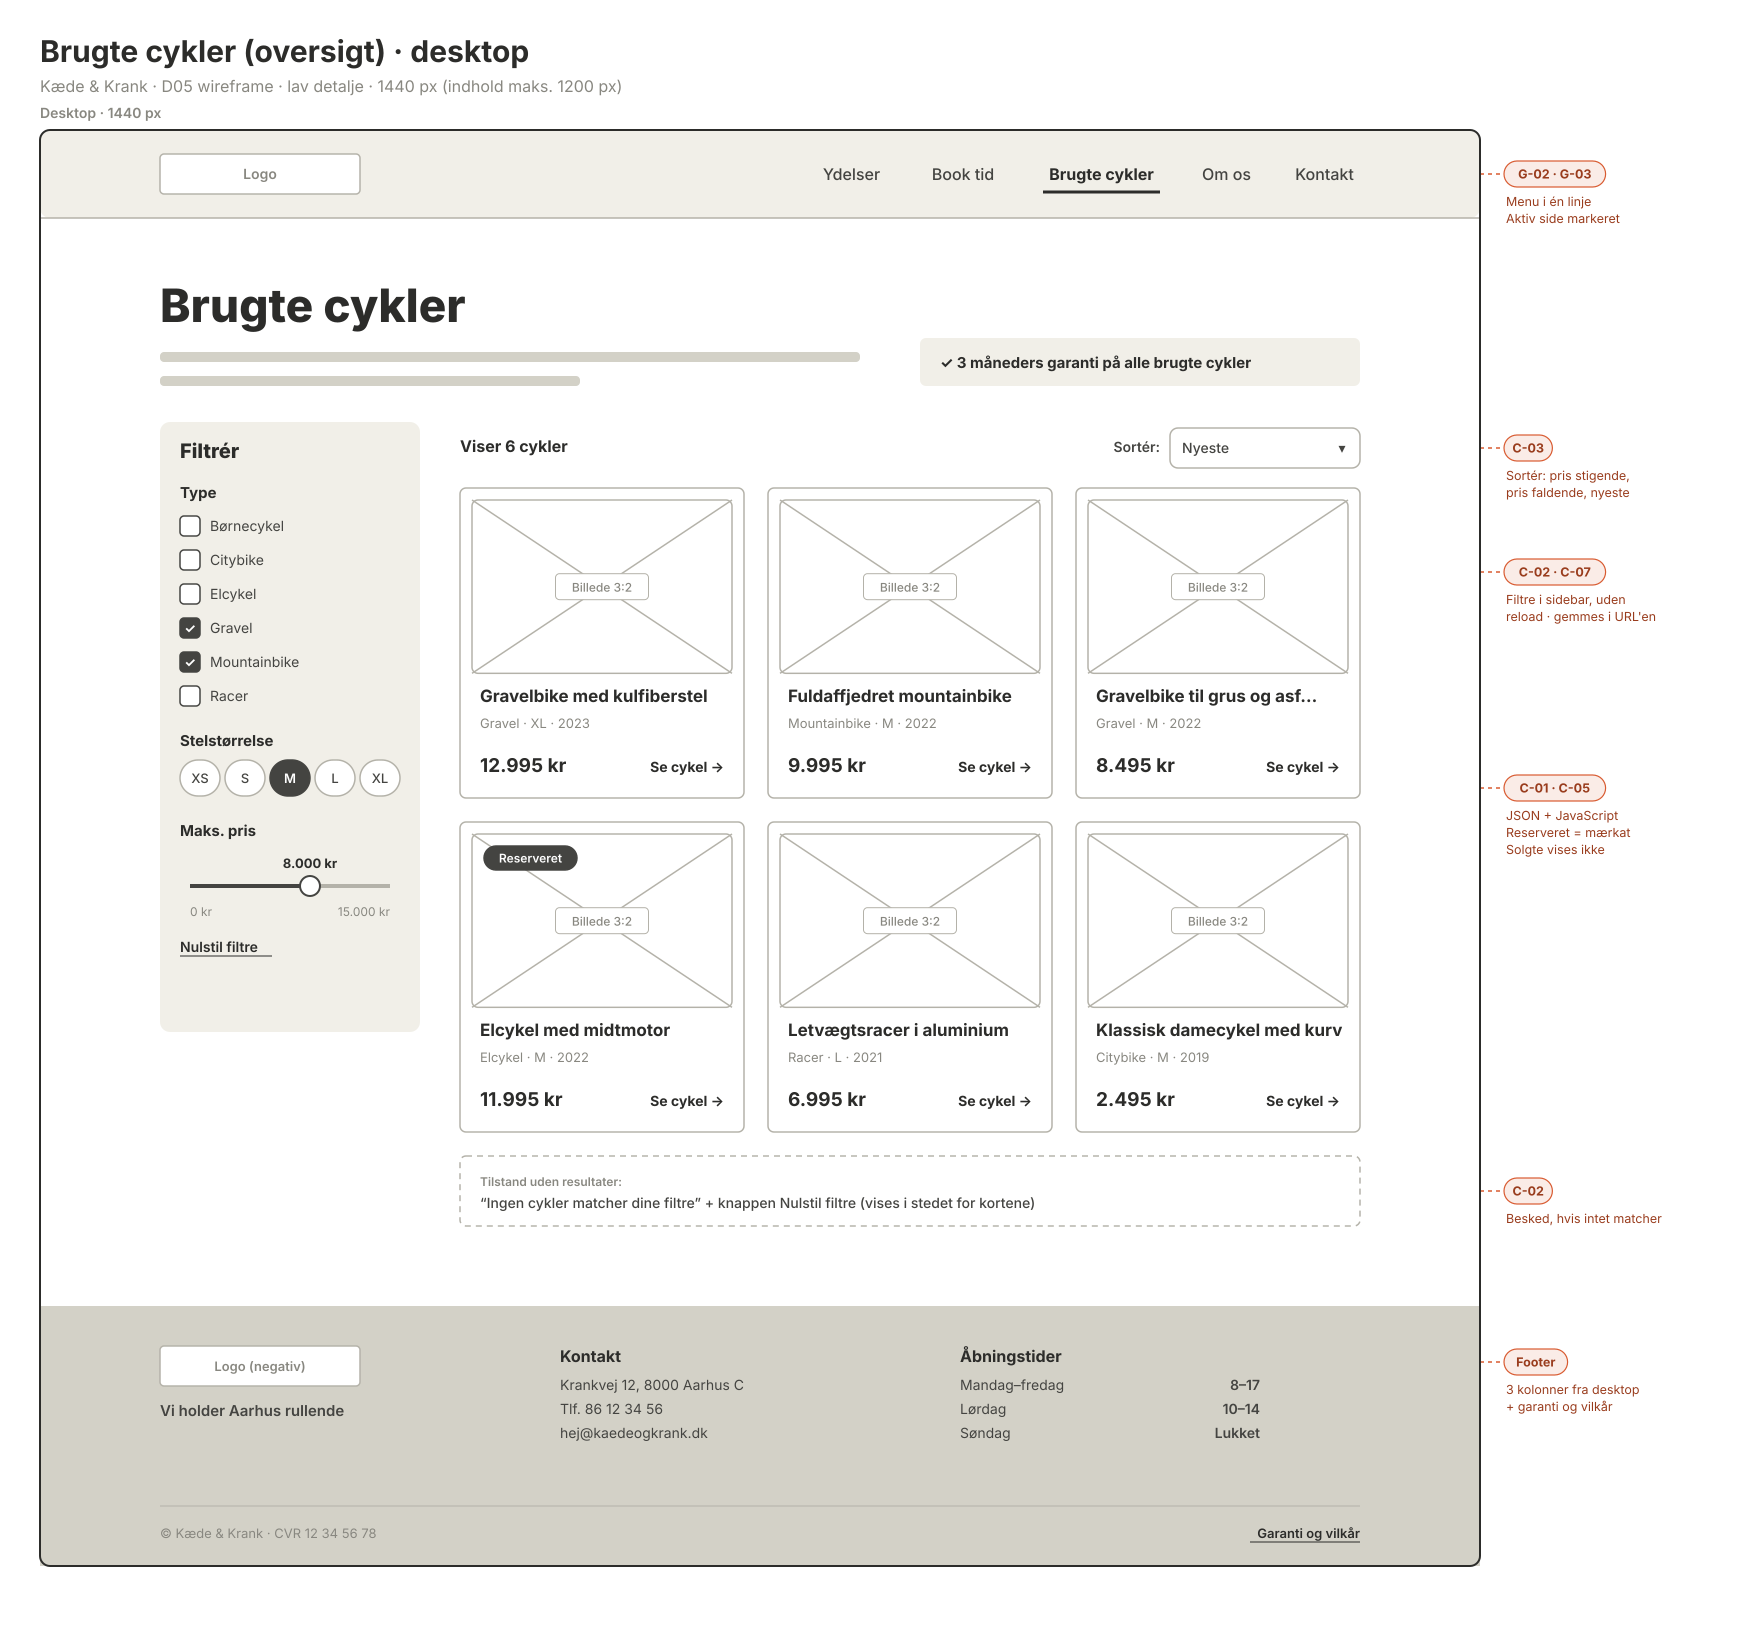 Brugte cykler (oversigt) · desktop
Kæde & Krank · D05 wireframe · lav detalje · 1440 px (indhold maks. 1200 px)
Desktop · 1440 px
Logo
Ydelser
Book tid
Brugte cykler
Om os
Kontakt
G-02 · G-03
Menu i én linje
Aktiv side markeret
Brugte cykler
✓ 3 måneders garanti på alle brugte cykler
Filtrér
Type
Børnecykel
Citybike
Elcykel
Gravel
Mountainbike
Racer
Stelstørrelse
XS S M L XL
Maks. pris
8.000 kr
0 kr 15.000 kr
Nulstil filtre
Viser 6 cykler
Sortér: Nyeste ▼
C-03
Sortér: pris stigende,
pris faldende, nyeste
Billede 3:2
Gravelbike med kulfiberstel
Gravel · XL · 2023
12.995 kr Se cykel →
Billede 3:2
Fuldaffjedret mountainbike
Mountainbike · M · 2022
9.995 kr Se cykel →
Billede 3:2
Gravelbike til grus og asf…
Gravel · M · 2022
8.495 kr Se cykel →
C-02 · C-07
Filtre i sidebar, uden
reload · gemmes i URL'en
C-01 · C-05
JSON + JavaScript
Reserveret = mærkat
Solgte vises ikke
Reserveret
Billede 3:2
Elcykel med midtmotor
Elcykel · M · 2022
11.995 kr Se cykel →
Billede 3:2
Letvægtsracer i aluminium
Racer · L · 2021
6.995 kr Se cykel →
Billede 3:2
Klassisk damecykel med kurv
Citybike · M · 2019
2.495 kr Se cykel →
Tilstand uden resultater:
“Ingen cykler matcher dine filtre” + knappen Nulstil filtre (vises i stedet for kortene)
C-02
Besked, hvis intet matcher
Logo (negativ)
Vi holder Aarhus rullende
Kontakt
Krankvej 12, 8000 Aarhus C
Tlf. 86 12 34 56
hej@kaedeogkrank.dk
Åbningstider
Mandag–fredag 8–17
Lørdag 10–14
Søndag Lukket
Footer
3 kolonner fra desktop
+ garanti og vilkår
© Kæde & Krank · CVR 12 34 56 78
Garanti og vilkår